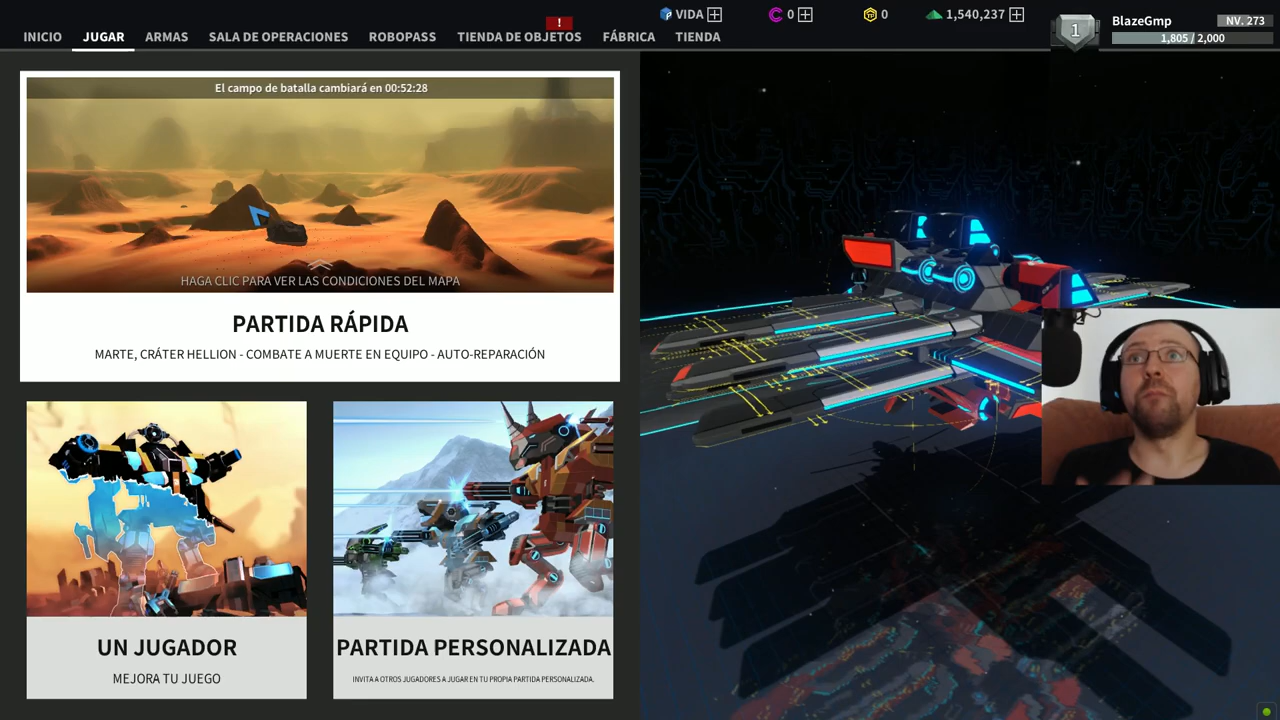 !
VIDA
0
0
1,540,237
INICIO
JUGAR
ARMAS
SALA DE OPERACIONES
ROBOPASS
TIENDA DE OBJETOS
FÁBRICA
TIENDA
1
BlazeGmp
NV. 273
1,805 / 2,000
El campo de batalla cambiará en 00:52:28
HAGA CLIC PARA VER LAS CONDICIONES DEL MAPA
PARTIDA RÁPIDA
MARTE, CRÁTER HELLION - COMBATE A MUERTE EN EQUIPO - AUTO-REPARACIÓN
UN JUGADOR
MEJORA TU JUEGO
PARTIDA PERSONALIZADA
INVITA A OTROS JUGADORES A JUGAR EN TU PROPIA PARTIDA PERSONALIZADA.